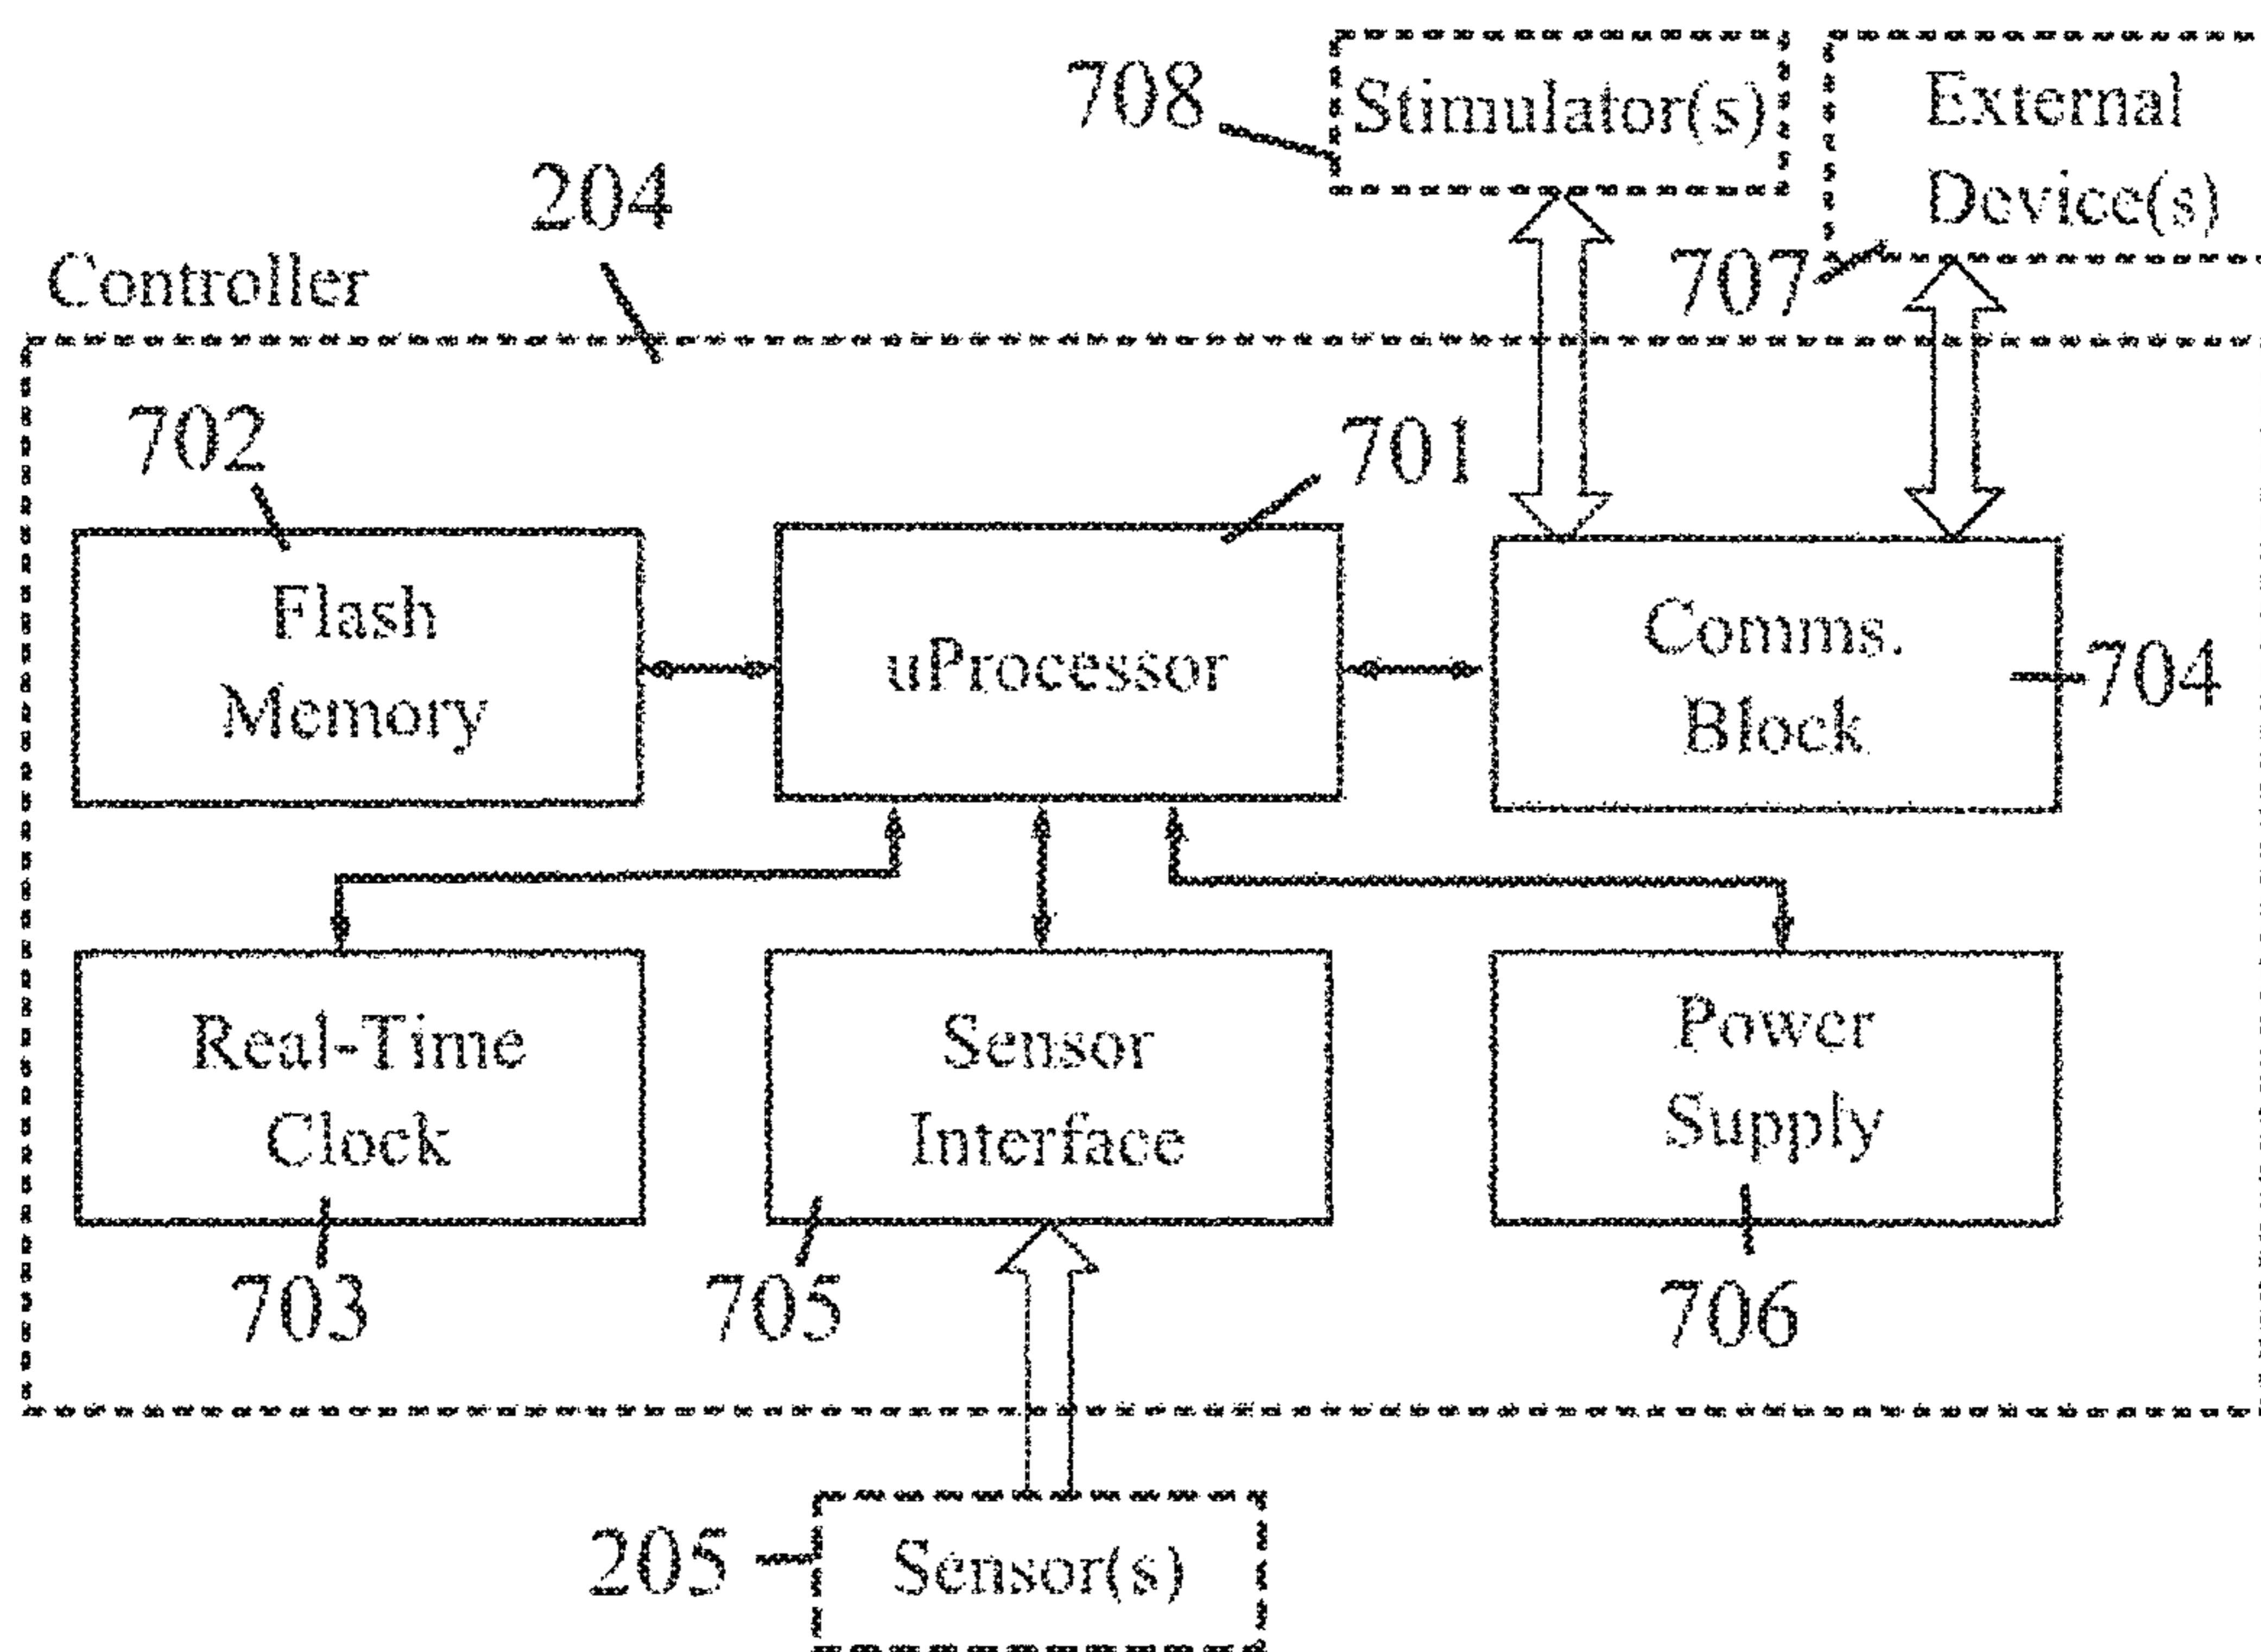 708
Stimulator(s)
External
Device(s)
204
707
Controller
702
701
Flash
Memory
uProcessor
Comms.
Block
704
Real-Time
Clock
Sensor
Interface
Power
Supply
703
705
706
205
Sensor(s)